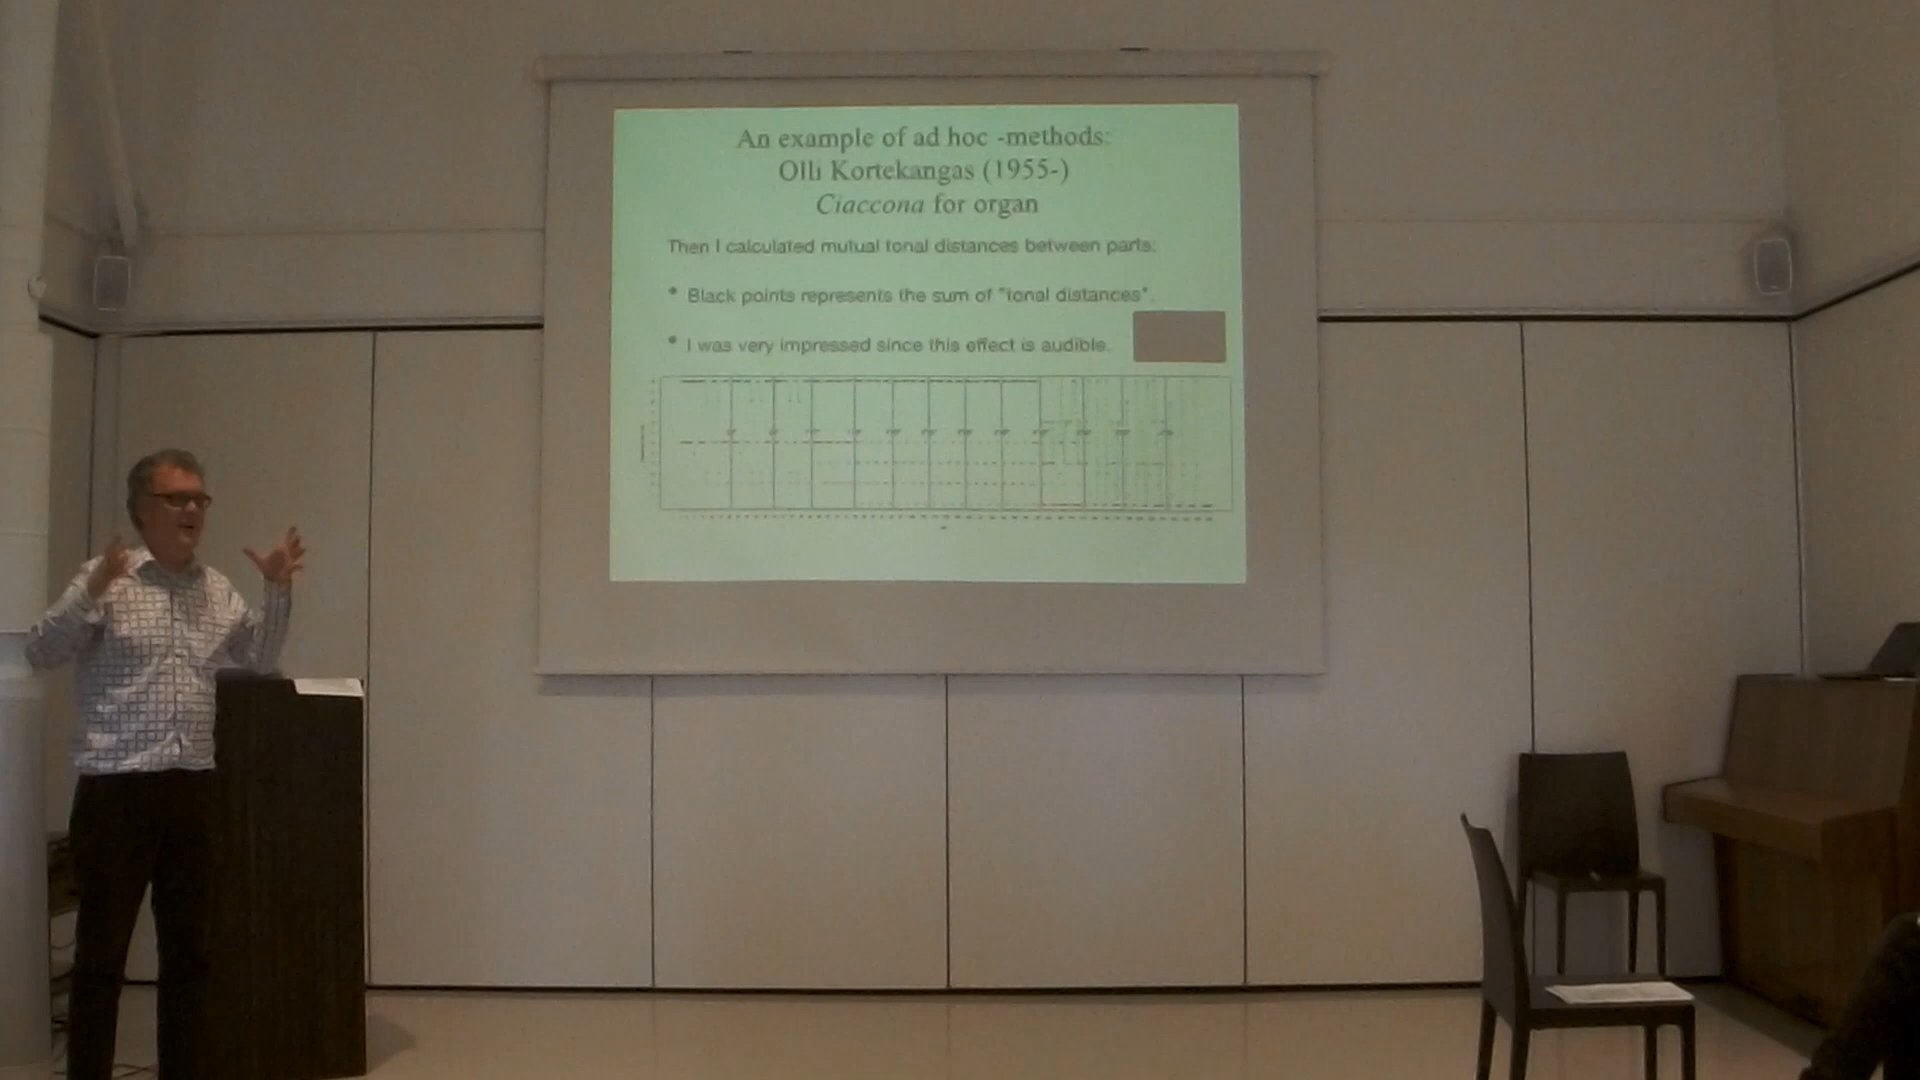 An example of ad hoc -methods:
Olli Kortekangas (1955-)
Ciaccona for organ
Then I calculated mutual tonal distances between parts:
• Black points represents the sum of "tonal distances".
• I was very impressed since this effect is audible.